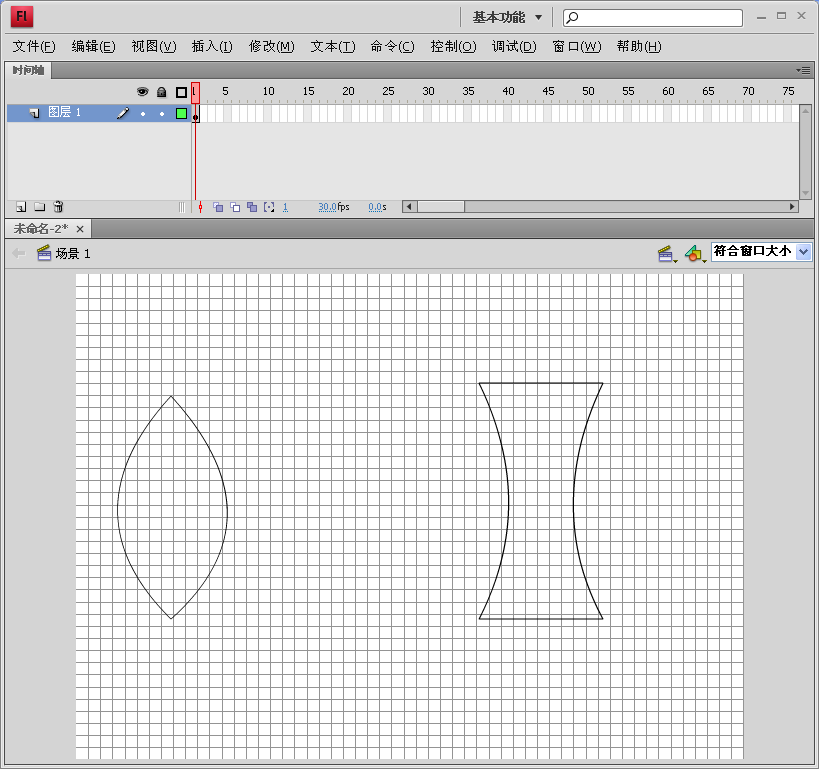 Fl 基本功能
文件(F) 编辑(E) 视图(V) 插入(I) 修改(M) 文本(T) 命令(C) 控制(O) 调试(D) 窗口(W) 帮助(H)
时间轴
1 5 10 15 20 25 30 35 40 45 50 55 60 65 70 75
图层 1
1 30.0fps 0.0s
未命名-2*
场景 1 符合窗口大小